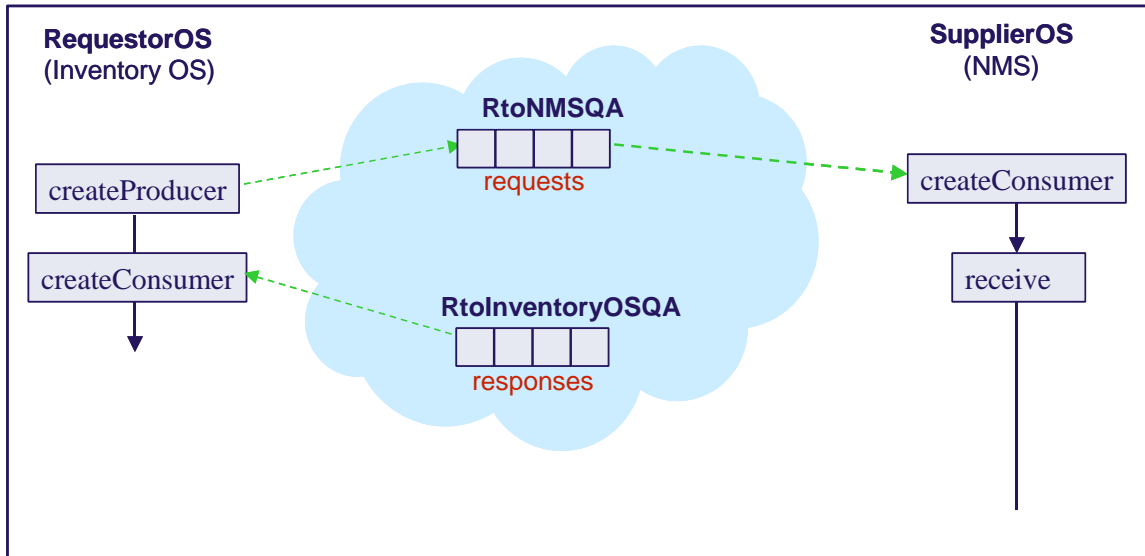 RequestorOS
(Inventory OS)
SupplierOS
(NMS)
RtoNMSQA
requests
createProducer
createConsumer
createConsumer
receive
RtoInventoryOSQA
responses